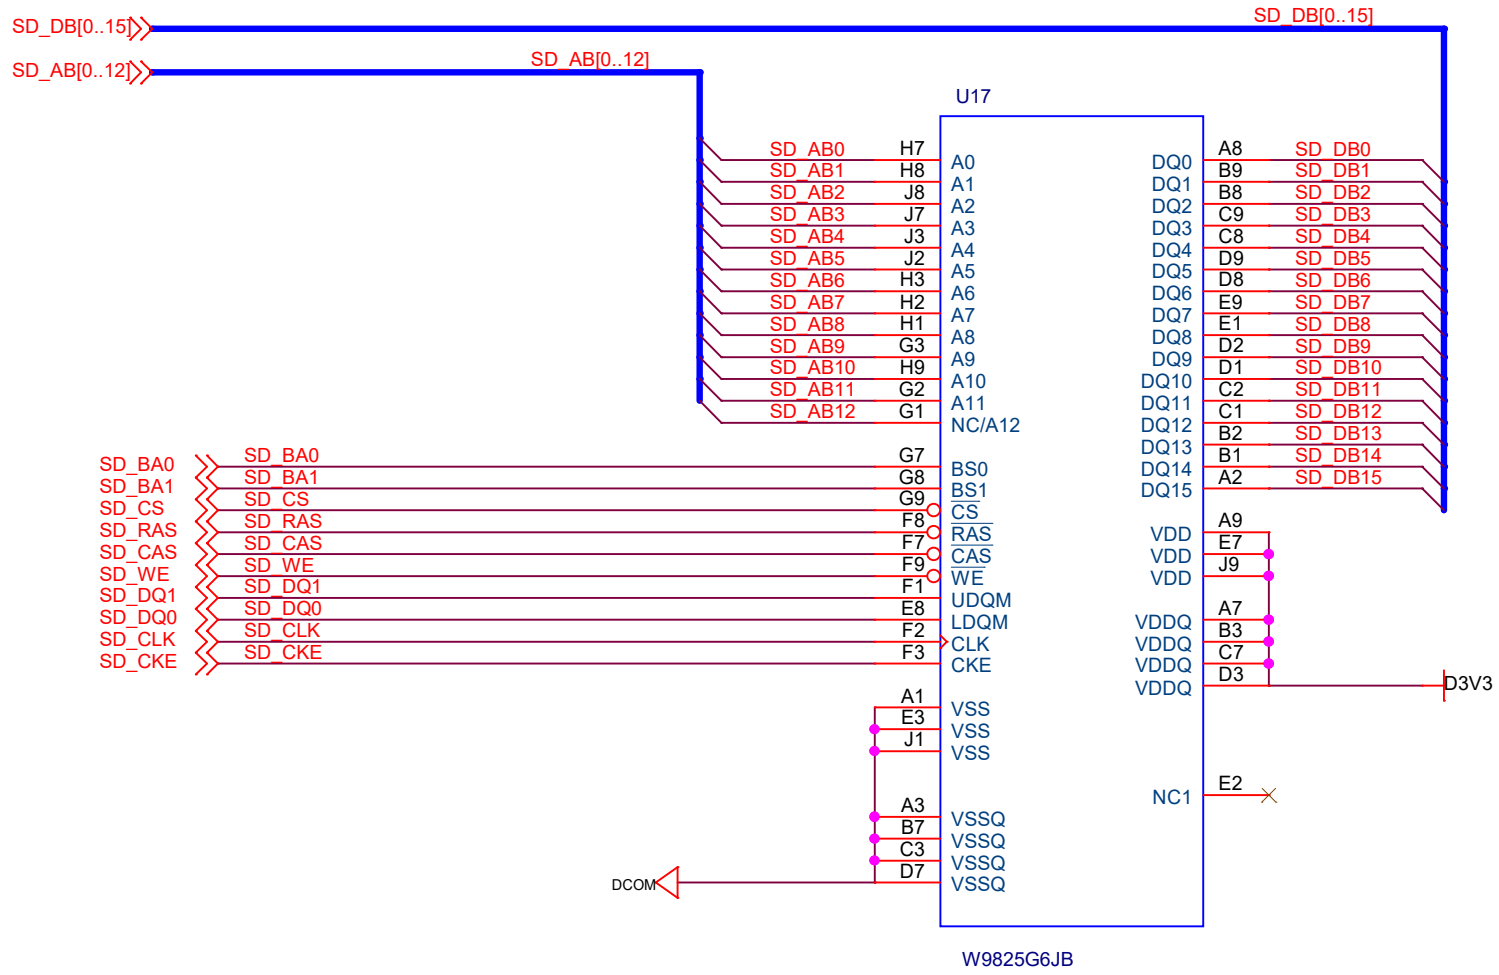 SD_DB[0..15] SD_DB[0..15]
SD_AB[0..12] SD_AB[0..12]
U17
SD_AB0 H7 A0 DQ0 A8 SD_DB0
SD_AB1 H8 A1 DQ1 B9 SD_DB1
SD_AB2 J8 A2 DQ2 B8 SD_DB2
SD_AB3 J7 A3 DQ3 C9 SD_DB3
SD_AB4 J3 A4 DQ4 C8 SD_DB4
SD_AB5 J2 A5 DQ5 D9 SD_DB5
SD_AB6 H3 A6 DQ6 D8 SD_DB6
SD_AB7 H2 A7 DQ7 E9 SD_DB7
SD_AB8 H1 A8 DQ8 E1 SD_DB8
SD_AB9 G3 A9 DQ9 D2 SD_DB9
SD_AB10 H9 A10 DQ10 D1 SD_DB10
SD_AB11 G2 A11 DQ11 C2 SD_DB11
SD_AB12 G1 NC/A12 DQ12 C1 SD_DB12
DQ13 B2 SD_DB13
SD_BA0 SD_BA0 G7 BS0 DQ14 B1 SD_DB14
SD_BA1 SD_BA1 G8 BS1 DQ15 A2 SD_DB15
SD_CS SD_CS G9 CS
SD_RAS SD_RAS F8 RAS VDD A9
SD_CAS SD_CAS F7 CAS VDD E7
SD_WE SD_WE F9 WE VDD J9
SD_DQ1 SD_DQ1 F1 UDQM
SD_DQ0 SD_DQ0 E8 LDQM VDDQ A7
SD_CLK SD_CLK F2 CLK VDDQ B3
SD_CKE SD_CKE F3 CKE VDDQ C7
VDDQ D3 D3V3
A1 VSS
E3 VSS
J1 VSS
NC1 E2
A3 VSSQ
B7 VSSQ
C3 VSSQ
DCOM D7 VSSQ
W9825G6JB